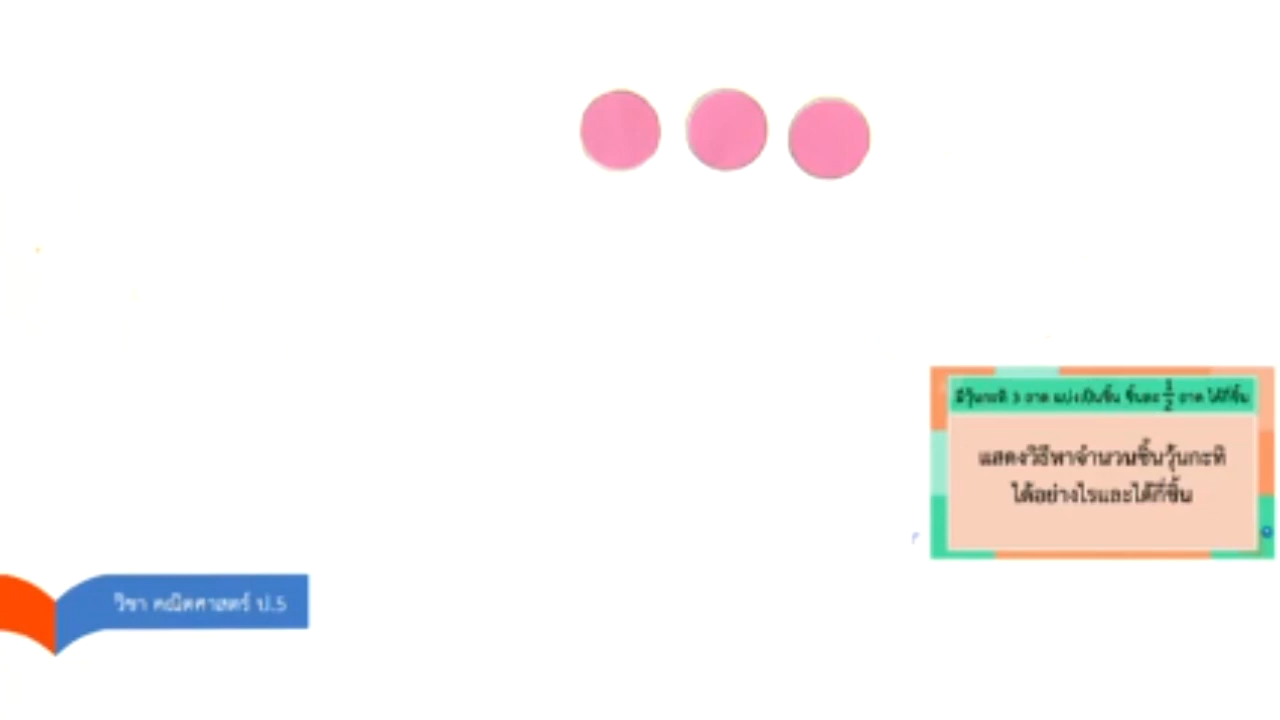 มีวุ้นกะทิ 3 ถาด แบ่งเป็นชิ้น ชิ้นละ 1/2 ถาด ได้กี่ชิ้น
แสดงวิธีหาจำนวนชิ้นวุ้นกะทิ
ได้อย่างไรและได้กี่ชิ้น
วิชา คณิตศาสตร์ ป.5